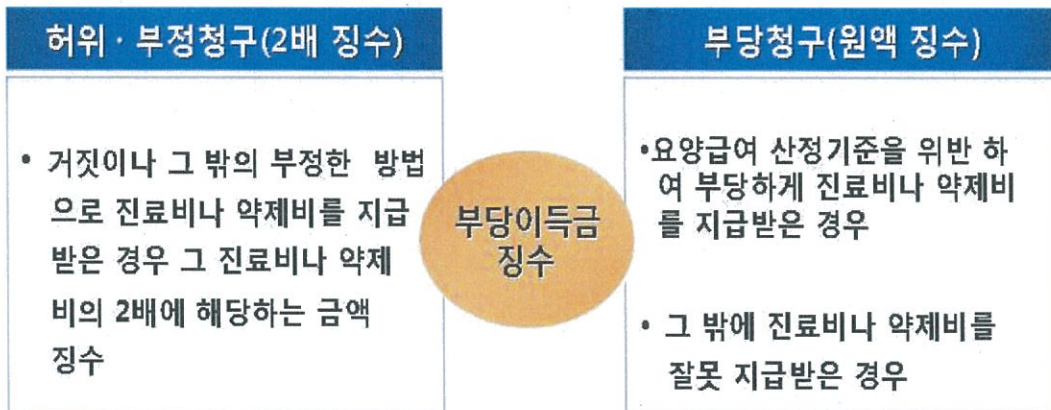 허위 · 부정청구(2배 징수)
• 거짓이나 그 밖의 부정한 방법
으로 진료비나 약제비를 지급
받은 경우 그 진료비나 약제
비의 2배에 해당하는 금액
징수
부당이득금
징수
부당청구(원액 징수)
•요양급여 산정기준을 위반 하
여 부당하게 진료비나 약제비
를 지급받은 경우
• 그 밖에 진료비나 약제비를
잘못 지급받은 경우